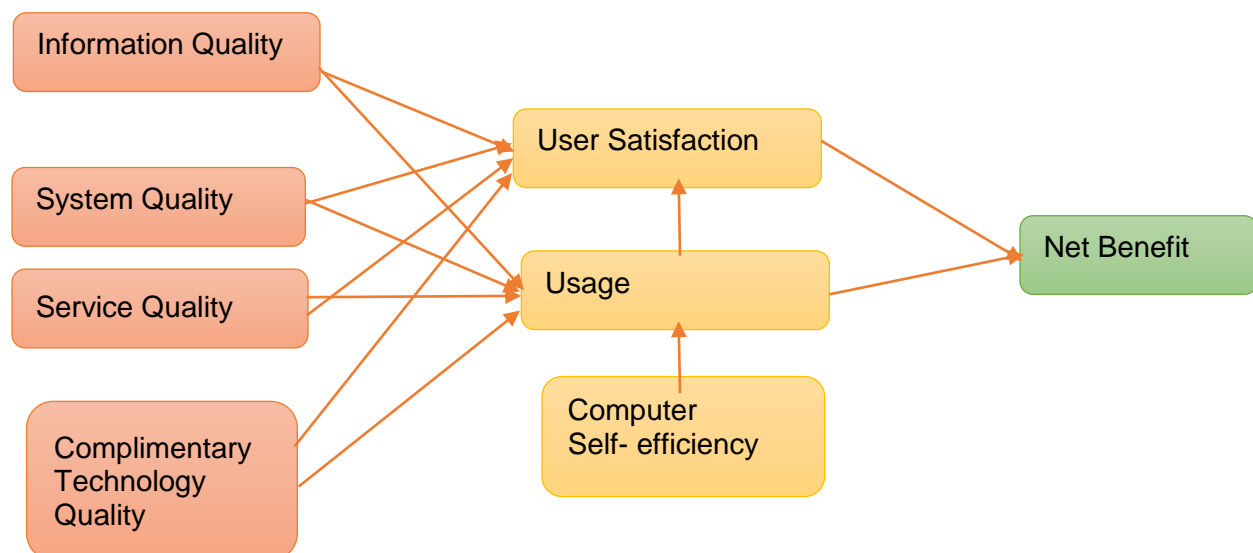 Information Quality
System Quality
Service Quality
Complimentary
Technology
Quality
User Satisfaction
Usage
Computer
Self- efficiency
Net Benefit